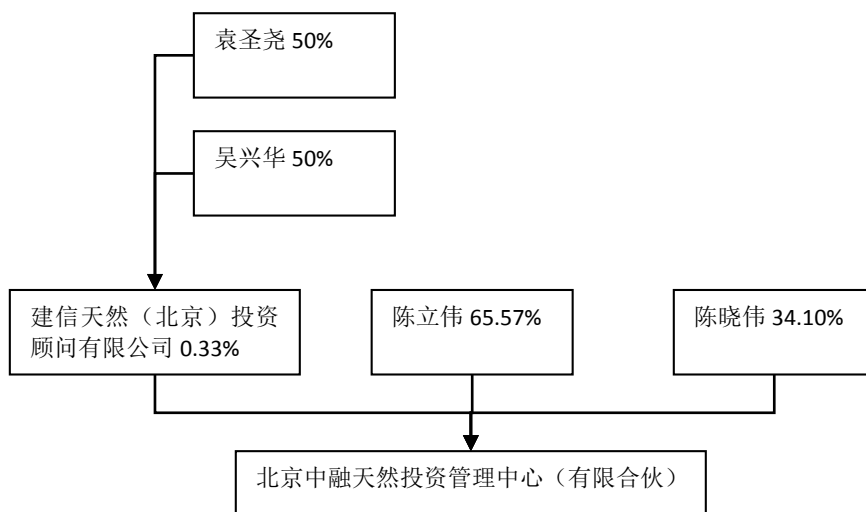 袁圣尧 50%
吴兴华 50%
建信天然（北京）投资
顾问有限公司 0.33%
陈立伟 65.57%
陈晓伟 34.10%
北京中融天然投资管理中心（有限合伙）